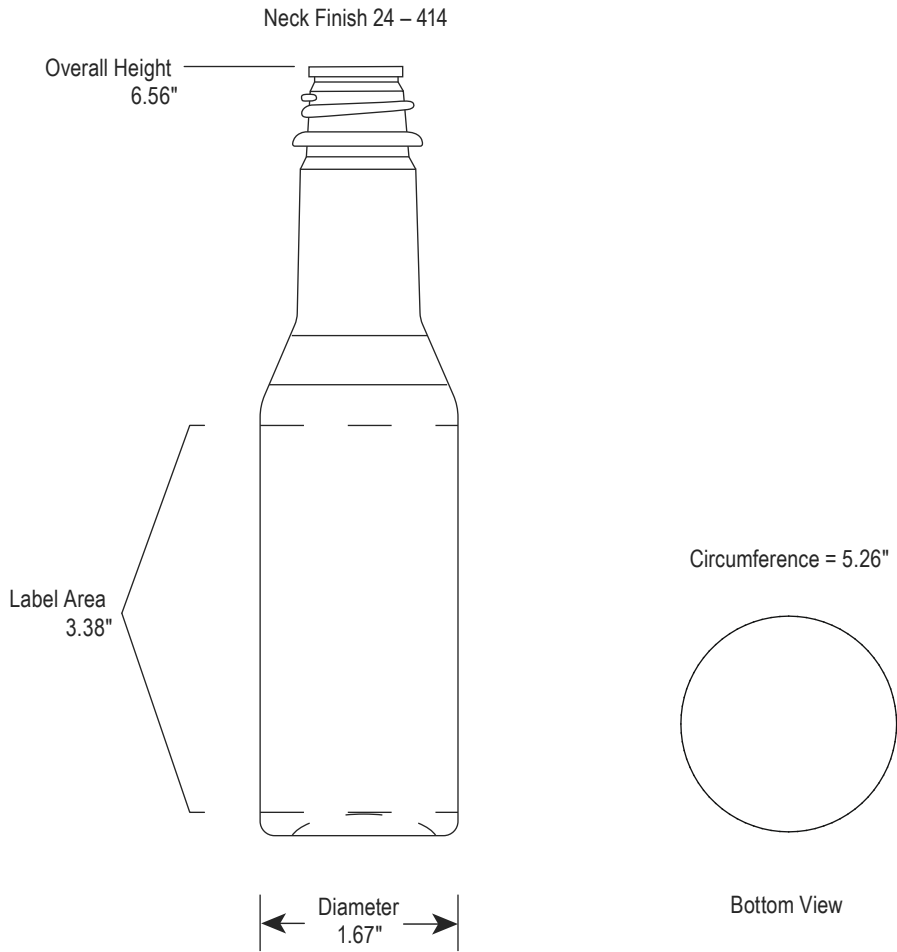 Neck Finish 24 – 414
Overall Height
6.56"
Label Area
3.38"
Circumference = 5.26"
Diameter
1.67"
Bottom View